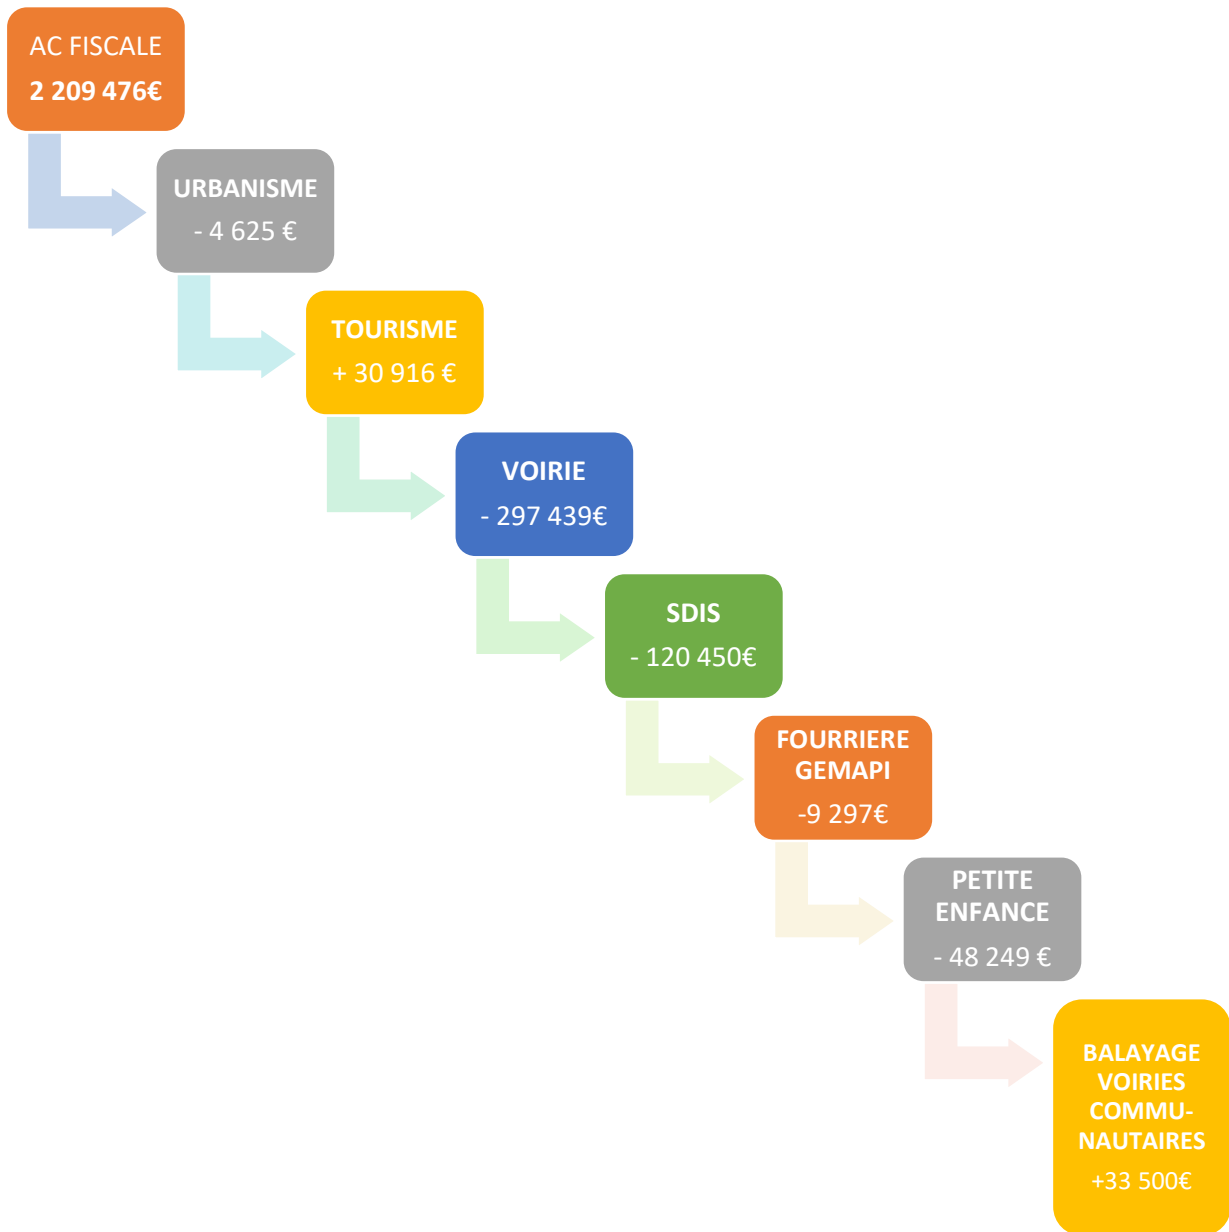 AC FISCALE
2 209 476€
URBANISME
- 4 625 €
TOURISME
+ 30 916 €
VOIRIE
- 297 439€
SDIS
- 120 450€
FOURRIERE
GEMAPI
-9 297€
PETITE
ENFANCE
- 48 249 €
BALAYAGE
VOIRIES
COMMU-
NAUTAIRES
+33 500€